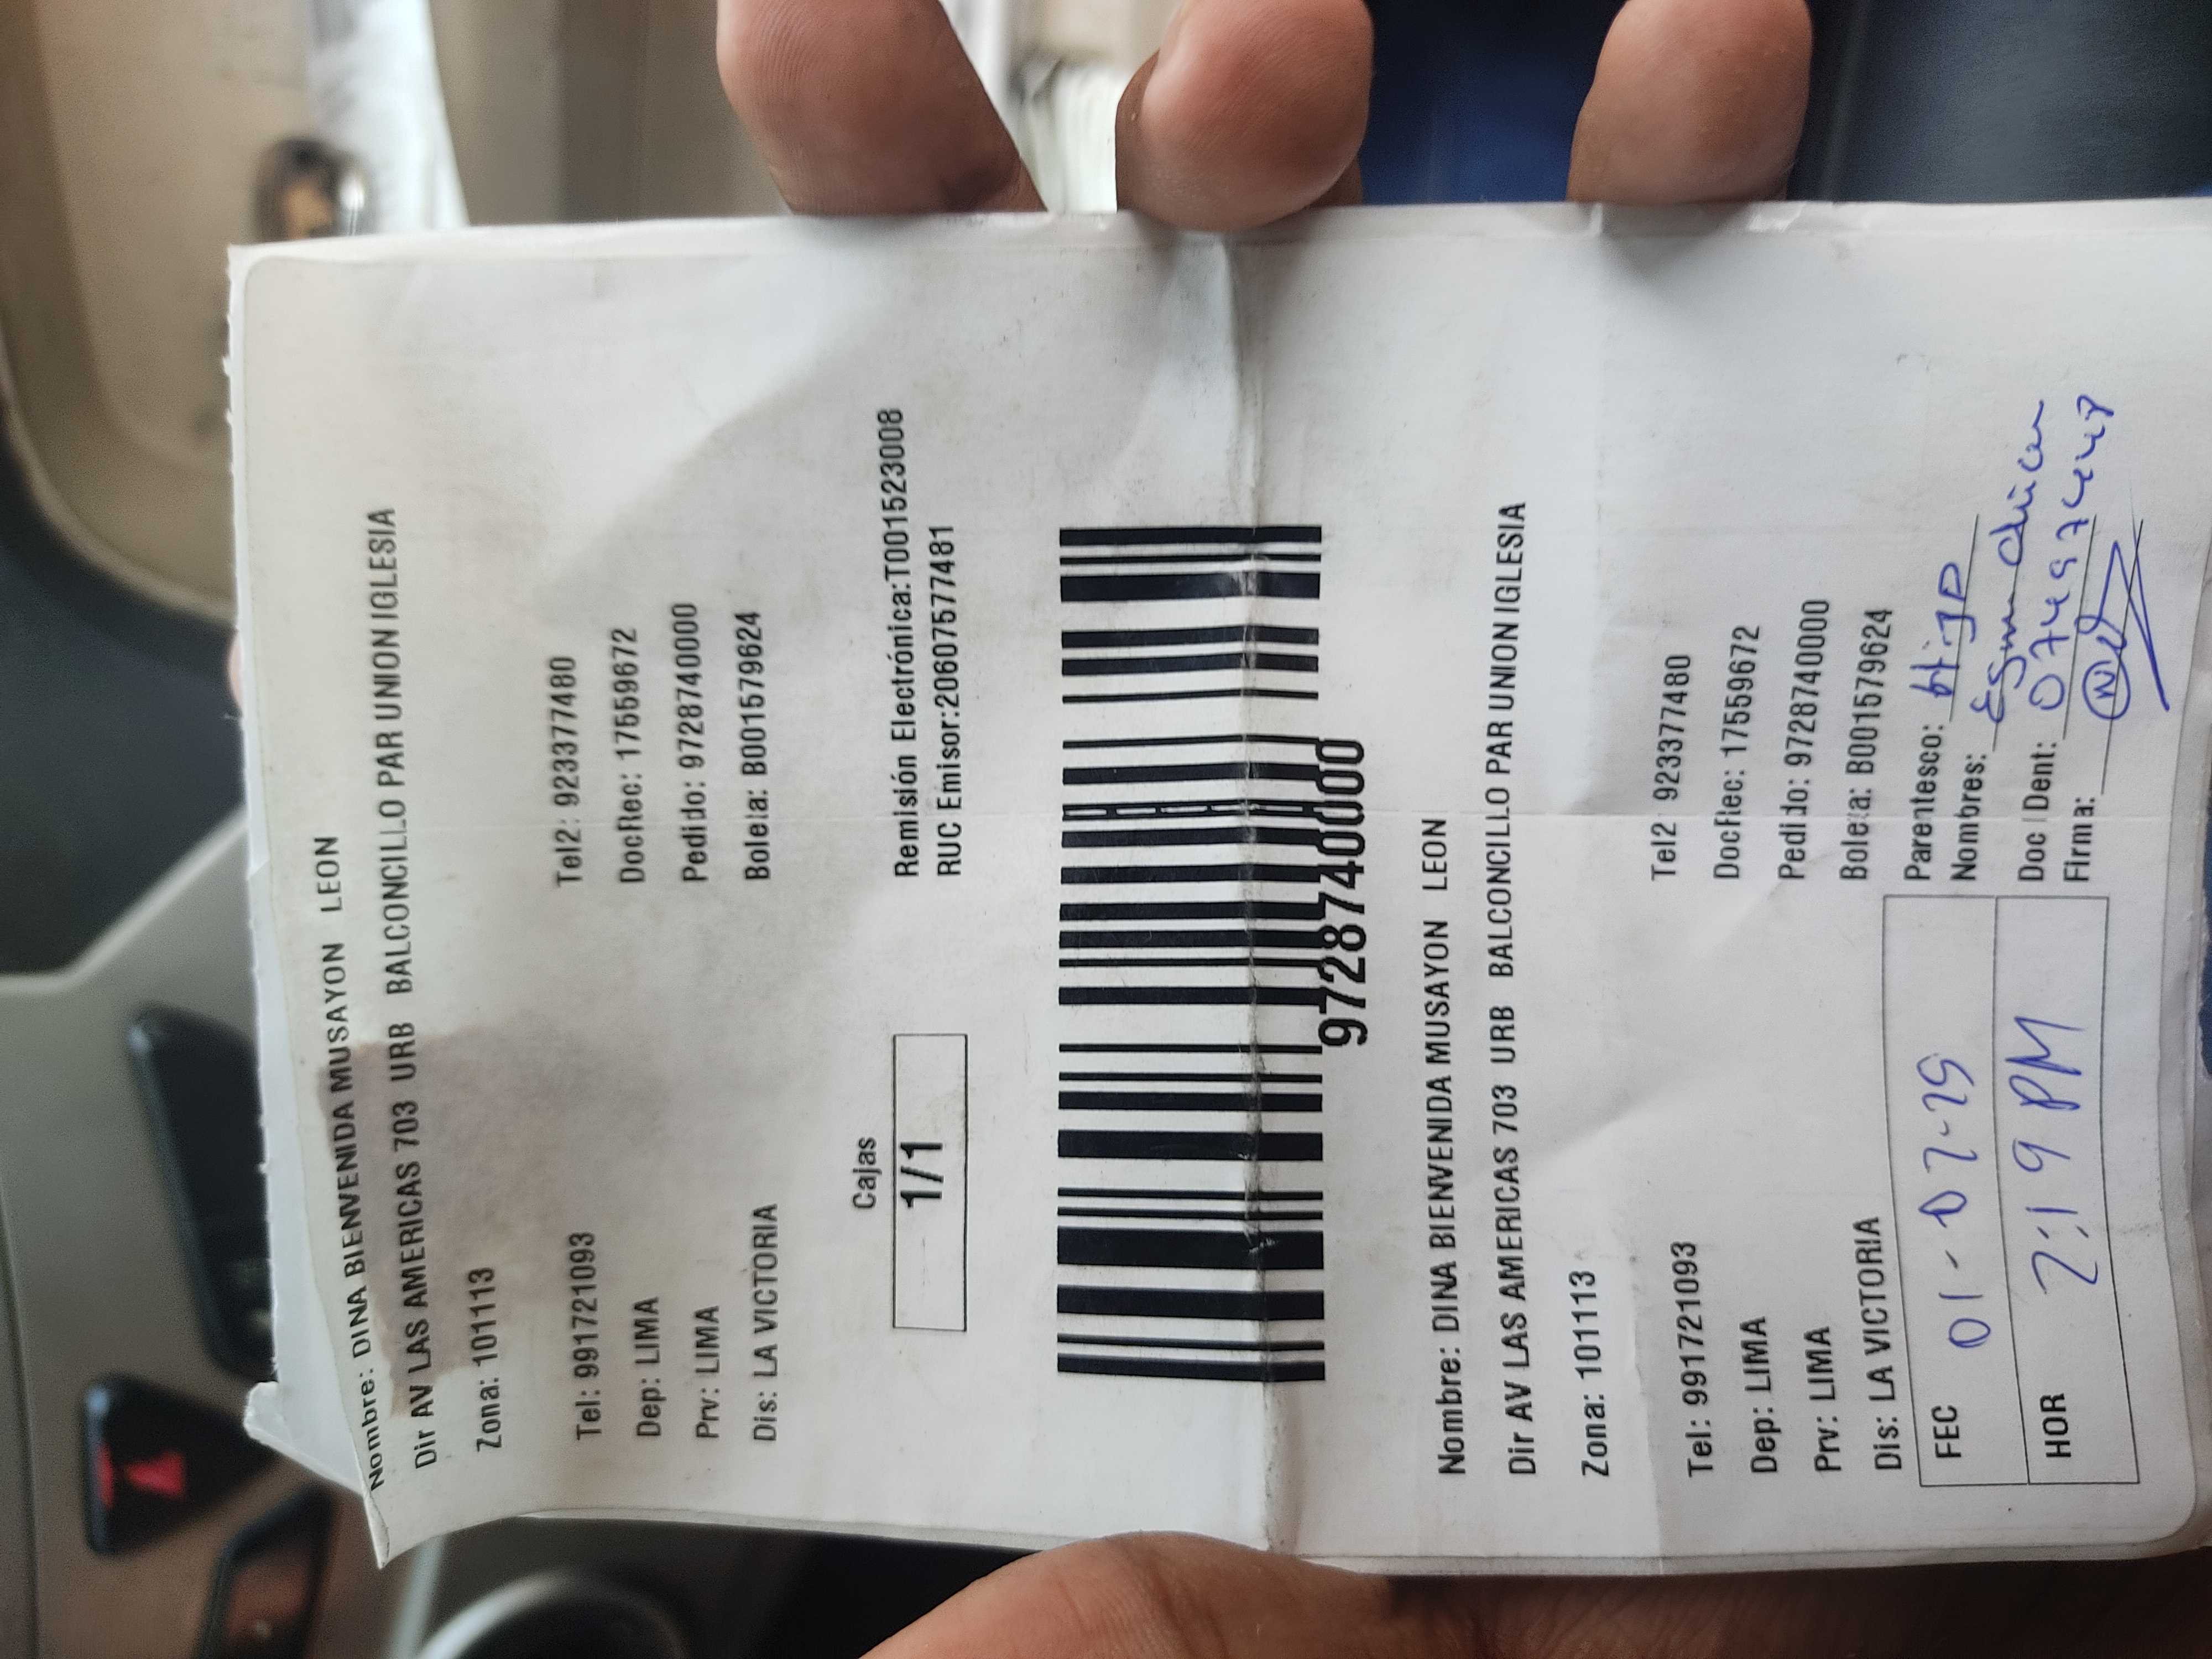 Nombre: DINA BIENVENIDA MUSAYON LEON
Dir AV LAS AMERICAS 703 URB BALCONCILLO PAR UNION IGLESIA
Zona: 101113
Tel: 991721093 Tel2: 923377480
Dep: LIMA DocRec: 17559672
Prv: LIMA Pedido: 9728740000
Dis: LA VICTORIA Boleta: B001579624
Cajas
1/1
Remisión Electrónica:T001523008
RUC Emisor:20607577481
9728740000
Nombre: DINA BIENVENIDA MUSAYON LEON
Dir AV LAS AMERICAS 703 URB BALCONCILLO PAR UNION IGLESIA
Zona: 101113
Tel: 991721093 Tel2 923377480
Dep: LIMA DocRec: 17559672
Prv: LIMA Pedido: 9728740000
Dis: LA VICTORIA Boleta: B001579624
FEC 01-07-25
HOR 2:19 PM
Parentesco: Hijo
Nombres:
Doc Ident:
Firma: